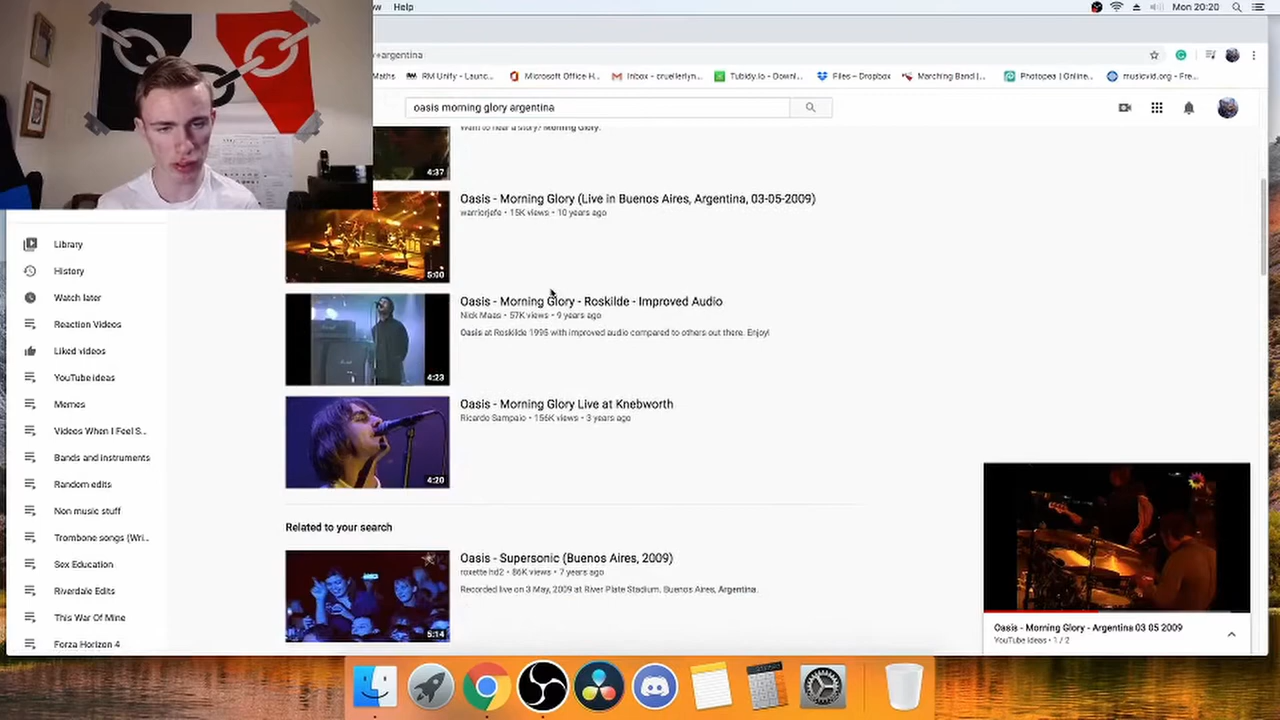 Help
Mon 20:20
+argentina
Maths
RM Unify - Launc...
Microsoft Office H...
Inbox - cruellerlyn...
Tubidy.io - Downl...
Files – Dropbox
Marching Band |...
Photopea | Online...
musicvid.org - Fre...
oasis morning glory argentina
Want to hear a story? Morning Glory.
4:37
Oasis - Morning Glory (Live in Buenos Aires, Argentina, 03-05-2009)
warriorjefe • 15K views • 10 years ago
5:00
Oasis - Morning Glory - Roskilde - Improved Audio
Nick Maas • 57K views • 9 years ago
Oasis at Roskilde 1995 with improved audio compared to others out there. Enjoy!
4:23
Oasis - Morning Glory Live at Knebworth
Ricardo Sampaio • 156K views • 3 years ago
4:20
Related to your search
Oasis - Supersonic (Buenos Aires, 2009)
roxette hd2 • 86K views • 7 years ago
Recorded live on 3 May, 2009 at River Plate Stadium, Buenos Aires, Argentina.
5:14
Library
History
Watch later
Reaction Videos
Liked videos
YouTube ideas
Memes
Videos When I Feel S...
Bands and instruments
Random edits
Non music stuff
Trombone songs (Wri...
Sex Education
Riverdale Edits
This War Of Mine
Forza Horizon 4
Oasis - Morning Glory - Argentina 03 05 2009
YouTube ideas • 1 / 2